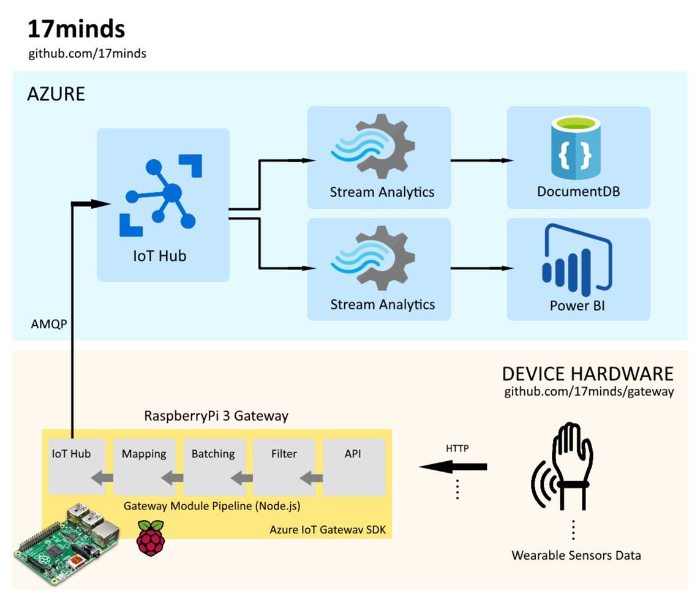 17minds
github.com/17minds
AZURE
Stream Analytics
DocumentDB
IoT Hub
Stream Analytics
Power BI
AMQP
DEVICE HARDWARE
github.com/17minds/gateway
RaspberryPi 3 Gateway
IoT Hub
Mapping
Batching
Filter
API
HTTP
Gateway Module Pipeline (Node.js)
Azure IoT Gateway SDK
Wearable Sensors Data